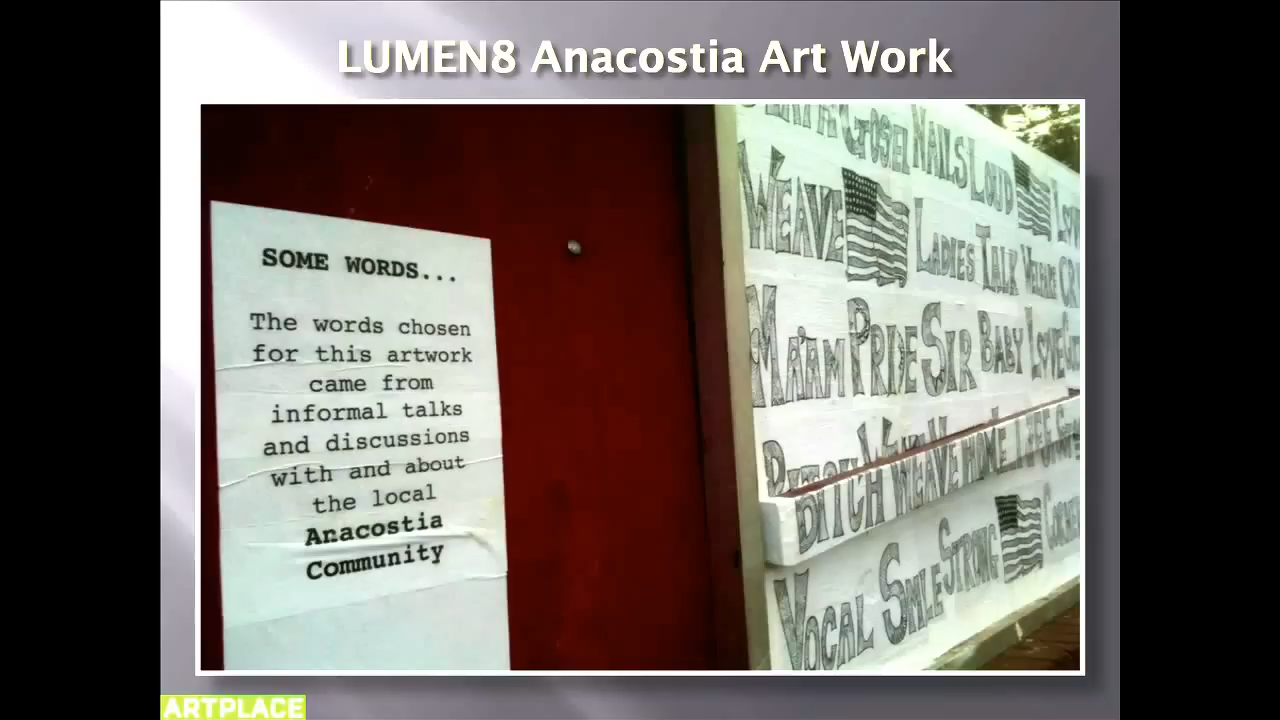 LUMEN8 Anacostia Art Work
SOME WORDS...
The words chosen
for this artwork
came from
informal talks
and discussions
with and about
the local
Anacostia
Community
NAILS LOUD
WEAVE LADIES TALK WELFARE
MA'AM PRIDE SIR BABY LOVE
BITCH WEAVE HOME
VOCAL SMILE STRONG
ARTPLACE